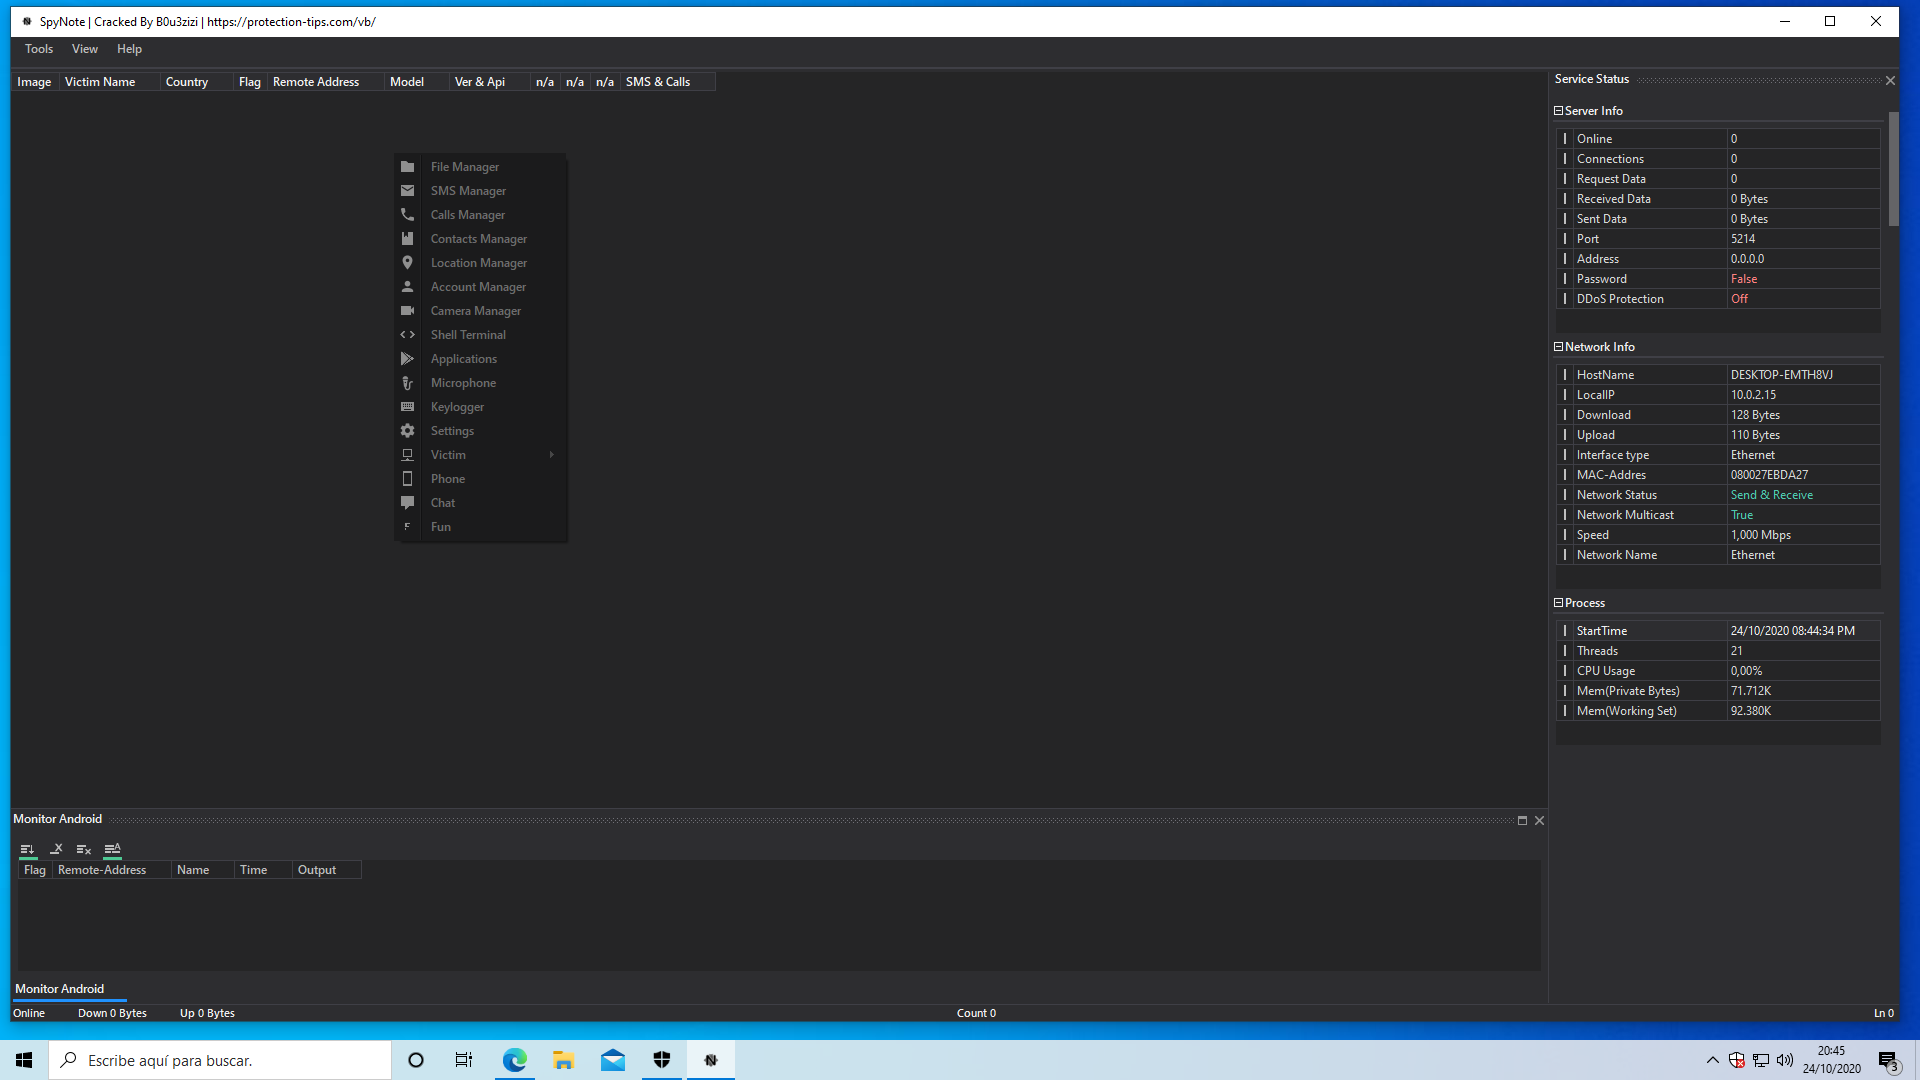 SpyNote | Cracked By B0u3zizi | https://protection-tips.com/vb/
Tools View Help
Image Victim Name Country Flag Remote Address Model Ver & Api n/a n/a n/a SMS & Calls
File Manager
SMS Manager
Calls Manager
Contacts Manager
Location Manager
Account Manager
Camera Manager
Shell Terminal
Applications
Microphone
Keylogger
Settings
Victim
Phone
Chat
F Fun
Service Status
Server Info
Online 0
Connections 0
Request Data 0
Received Data 0 Bytes
Sent Data 0 Bytes
Port 5214
Address 0.0.0.0
Password False
DDoS Protection Off
Network Info
HostName DESKTOP-EMTH8VJ
LocalIP 10.0.2.15
Download 128 Bytes
Upload 110 Bytes
Interface type Ethernet
MAC-Addres 080027EBDA27
Network Status Send & Receive
Network Multicast True
Speed 1,000 Mbps
Network Name Ethernet
Process
StartTime 24/10/2020 08:44:34 PM
Threads 21
CPU Usage 0,00%
Mem(Private Bytes) 71.712K
Mem(Working Set) 92.380K
Monitor Android
Flag Remote-Address Name Time Output
Monitor Android
Online Down 0 Bytes Up 0 Bytes Count 0 Ln 0
Escribe aquí para buscar.
20:45
24/10/2020
3